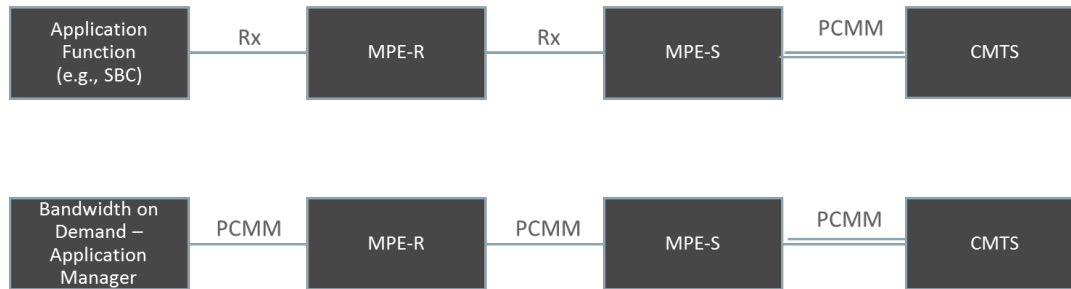 Application
Function
(e.g., SBC)
Rx
MPE-R
Rx
MPE-S
PCMM
CMTS
Bandwidth on
Demand –
Application
Manager
PCMM
MPE-R
PCMM
MPE-S
PCMM
CMTS